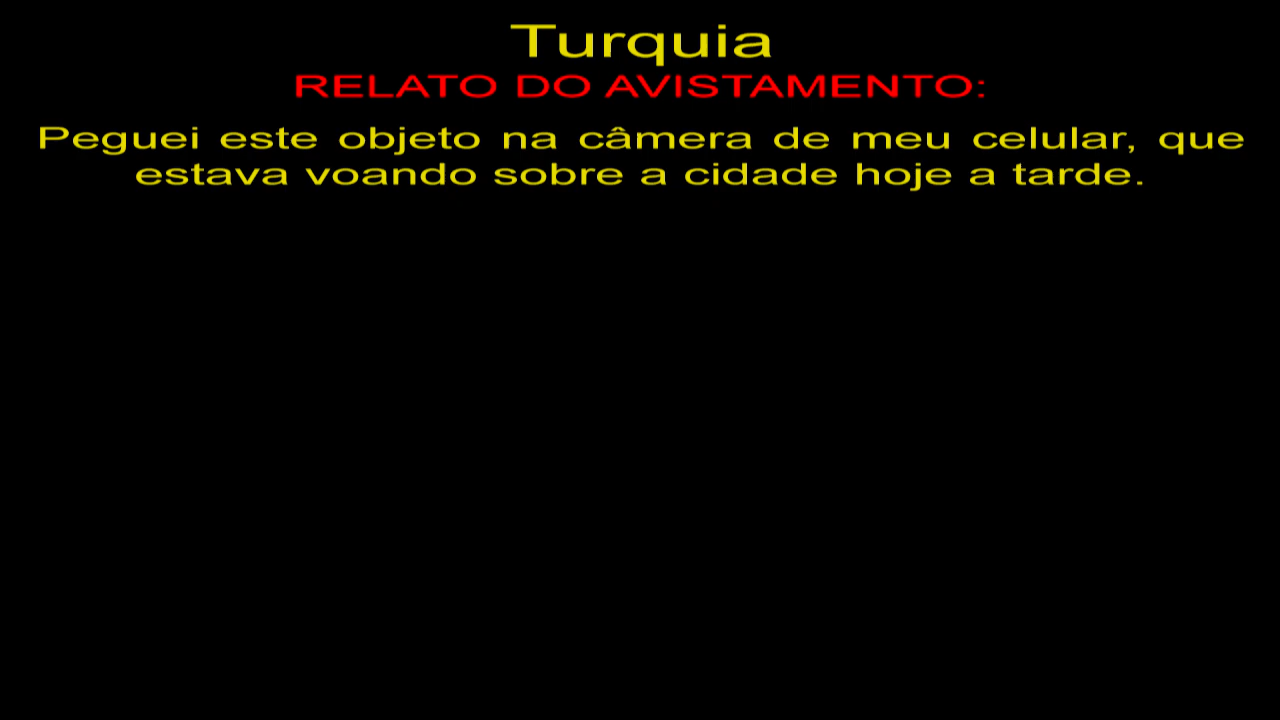 Turquia
RELATO DO AVISTAMENTO:
Peguei este objeto na câmera de meu celular, que
estava voando sobre a cidade hoje a tarde.